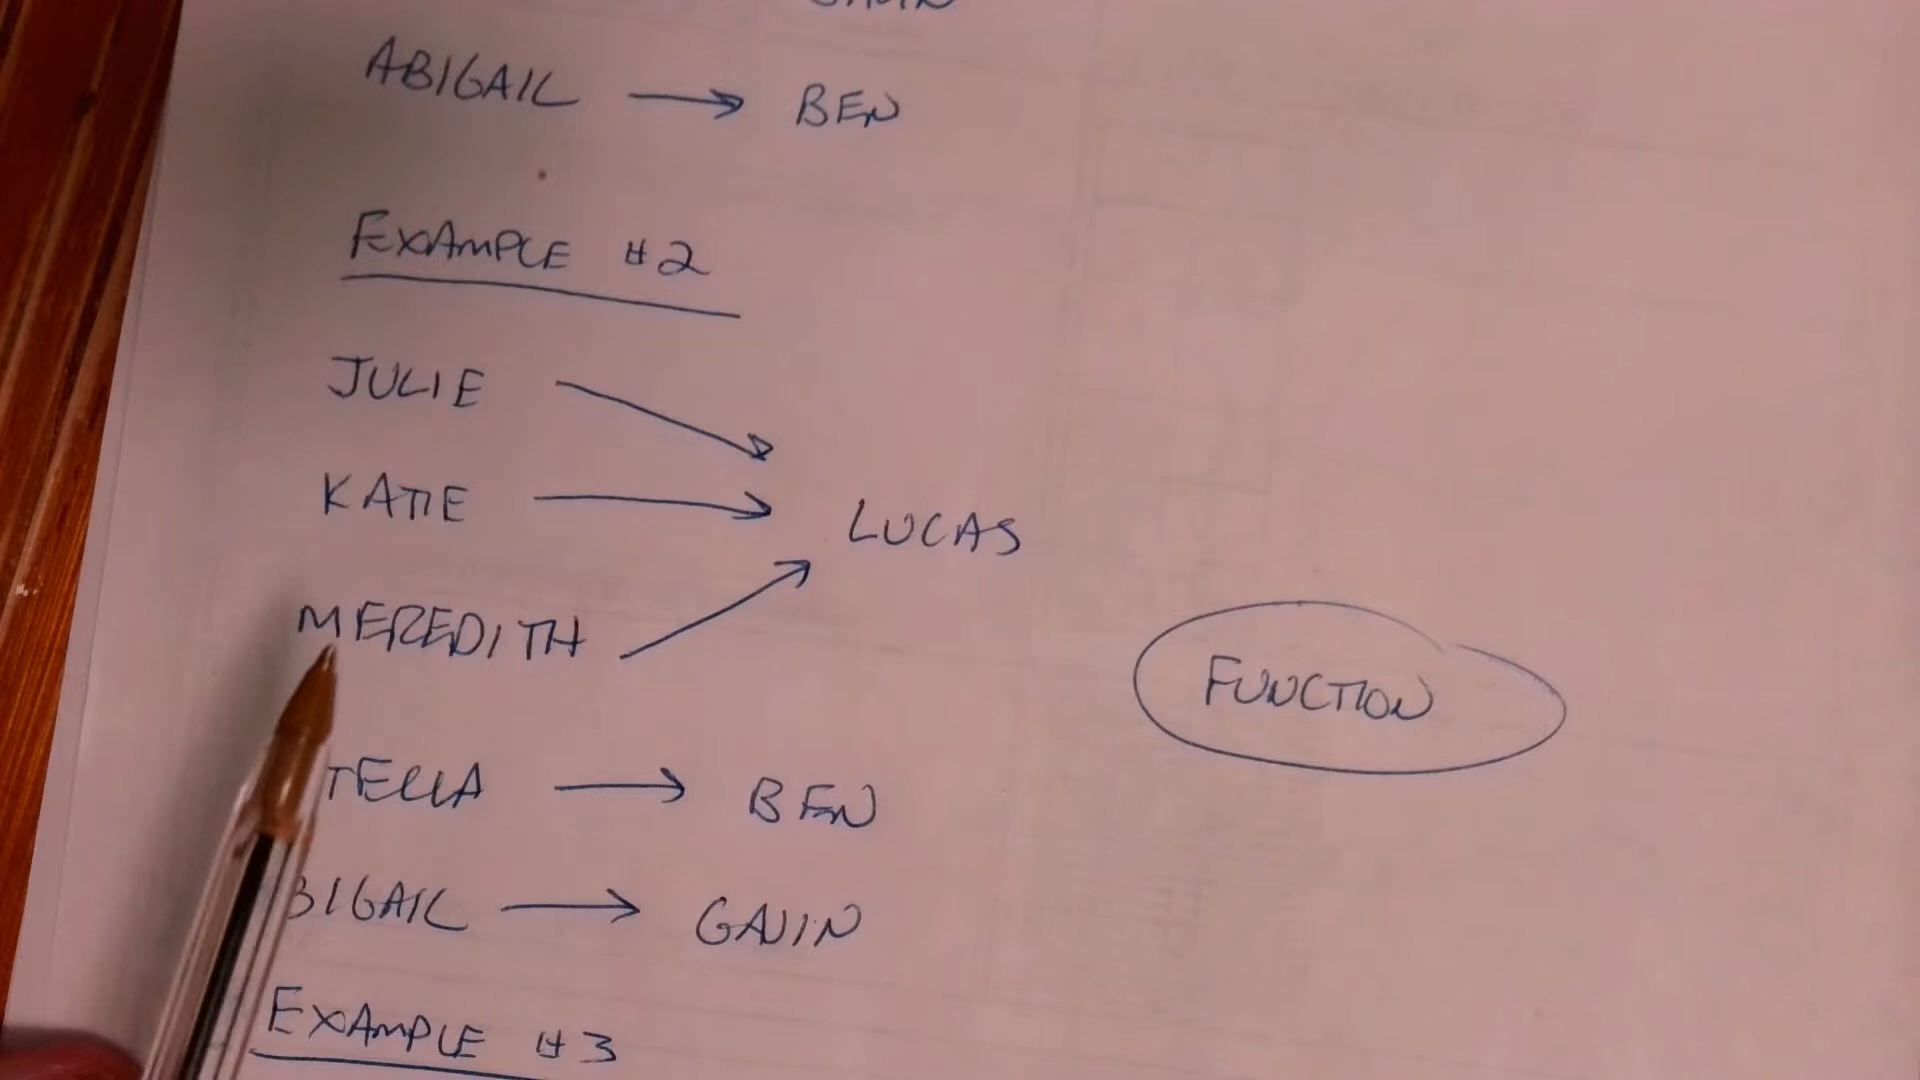 ABIGAIL → BEN
EXAMPLE #2
JULIE
KATIE → LUCAS
MEREDITH
FUNCTION
TELLA → BEN
BIGAIL → GAVIN
EXAMPLE #3